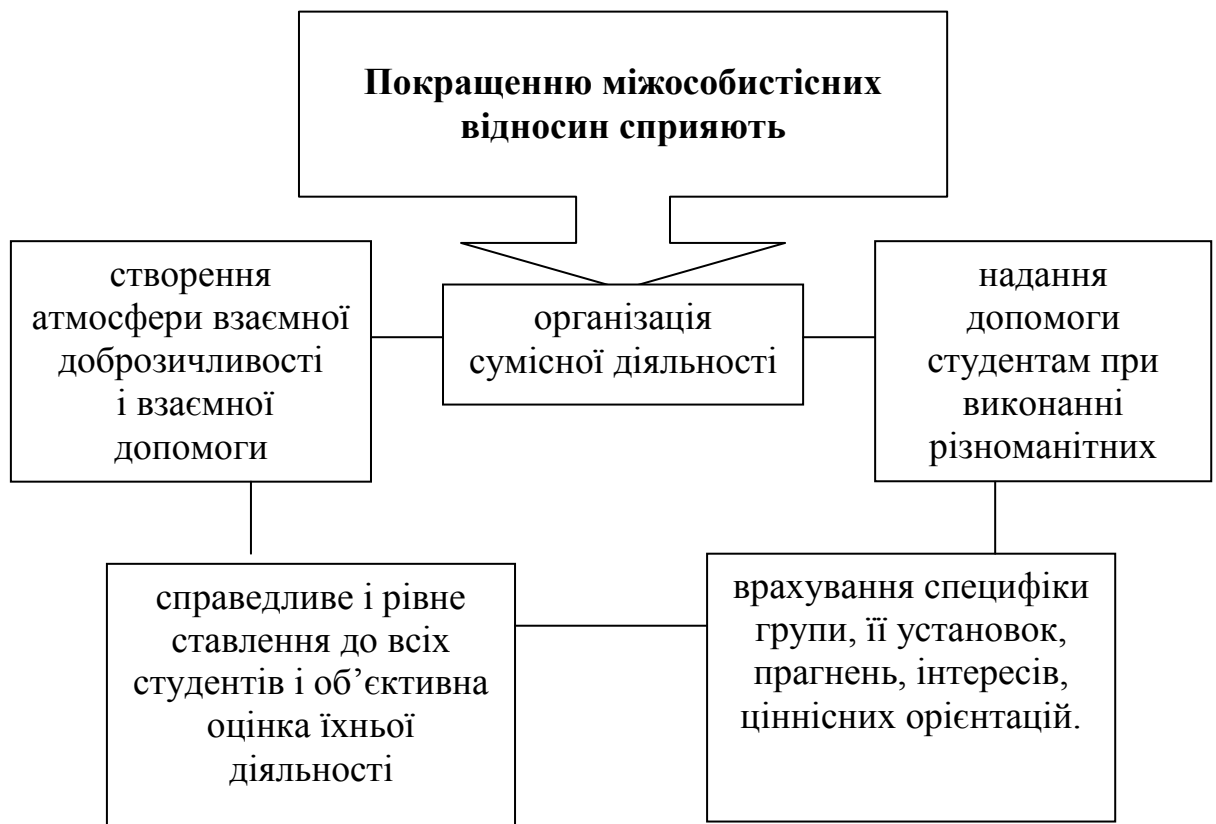 Покращенню міжособистісних
відносин сприяють
створення
атмосфери взаємної
доброзичливості
і взаємної
допомоги
організація
сумісної діяльності
надання
допомоги
студентам при
виконанні
різноманітних
справедливе і рівне
ставлення до всіх
студентів і об’єктивна
оцінка їхньої
діяльності
врахування специфіки
групи, її установок,
прагнень, інтересів,
ціннісних орієнтацій.